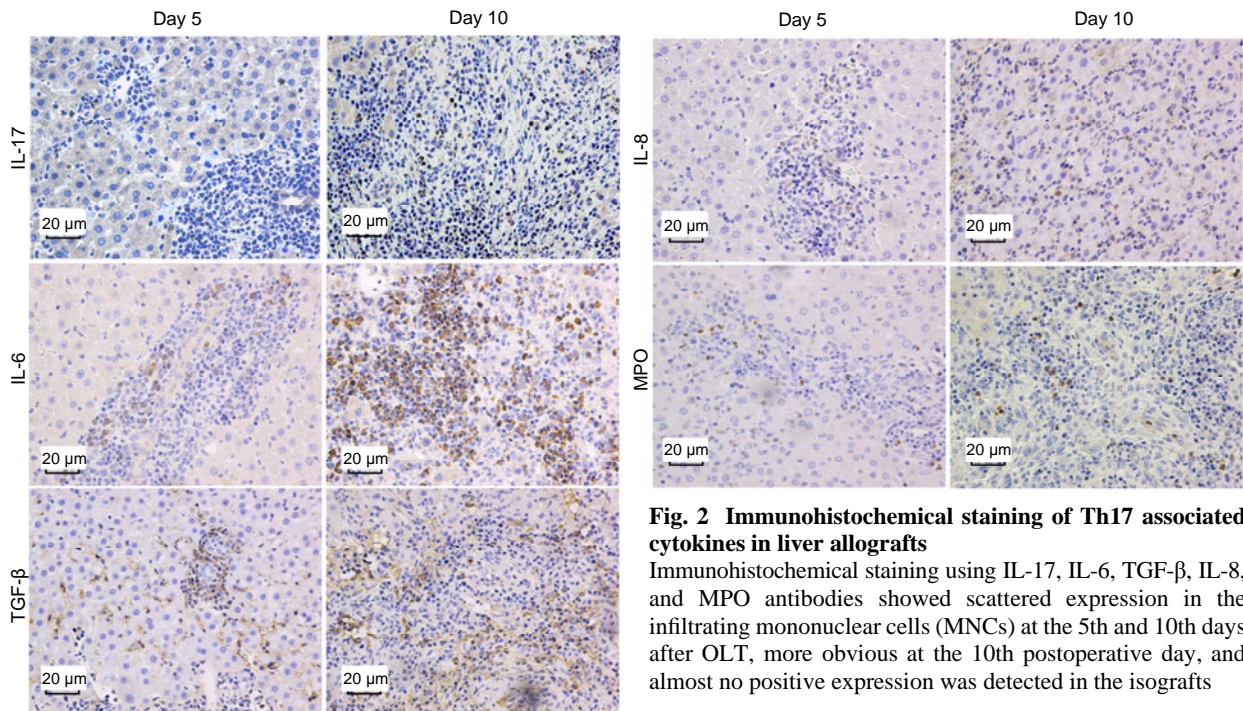 Day 5
Day 10
IL-17
20 µm
20 µm
IL-6
20 µm
20 µm
TGF-β
20 µm
20 µm
Day 5
Day 10
IL-8
20 µm
20 µm
MPO
20 µm
20 µm
Fig. 2 Immunohistochemical staining of Th17 associated
cytokines in liver allografts
Immunohistochemical staining using IL-17, IL-6, TGF-β, IL-8,
and MPO antibodies showed scattered expression in the
infiltrating mononuclear cells (MNCs) at the 5th and 10th days
after OLT, more obvious at the 10th postoperative day, and
almost no positive expression was detected in the isografts